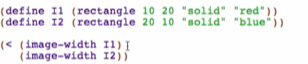 (define I1 (rectangle 10 20 "solid" "red"))
(define I2 (rectangle 20 10 "solid" "blue"))
(< (image-width I1)
(image-width I2))